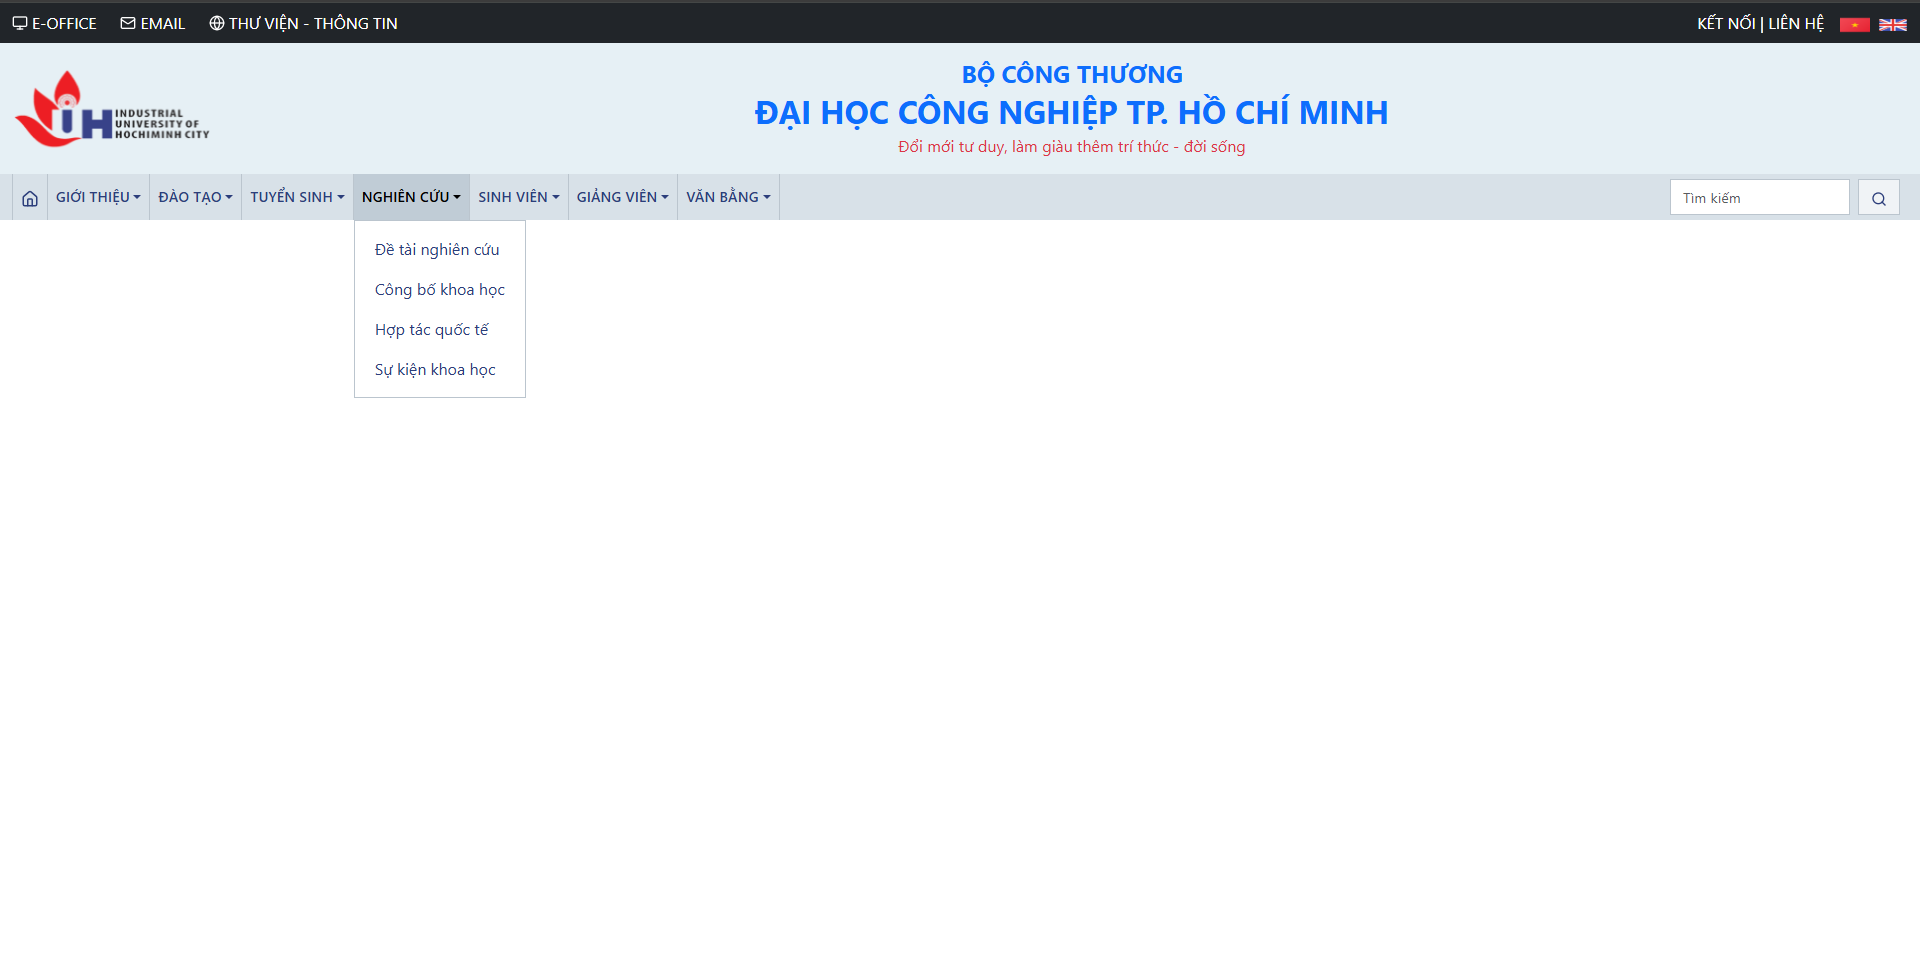 E-OFFICE EMAIL THƯ VIỆN - THÔNG TIN KẾT NỐI | LIÊN HỆ
iUH INDUSTRIAL
UNIVERSITY OF
HOCHIMINH CITY
BỘ CÔNG THƯƠNG
ĐẠI HỌC CÔNG NGHIỆP TP. HỒ CHÍ MINH
Đổi mới tư duy, làm giàu thêm trí thức - đời sống
GIỚI THIỆU ĐÀO TẠO TUYỂN SINH NGHIÊN CỨU SINH VIÊN GIẢNG VIÊN VĂN BẰNG Tìm kiếm
Đề tài nghiên cứu
Công bố khoa học
Hợp tác quốc tế
Sự kiện khoa học